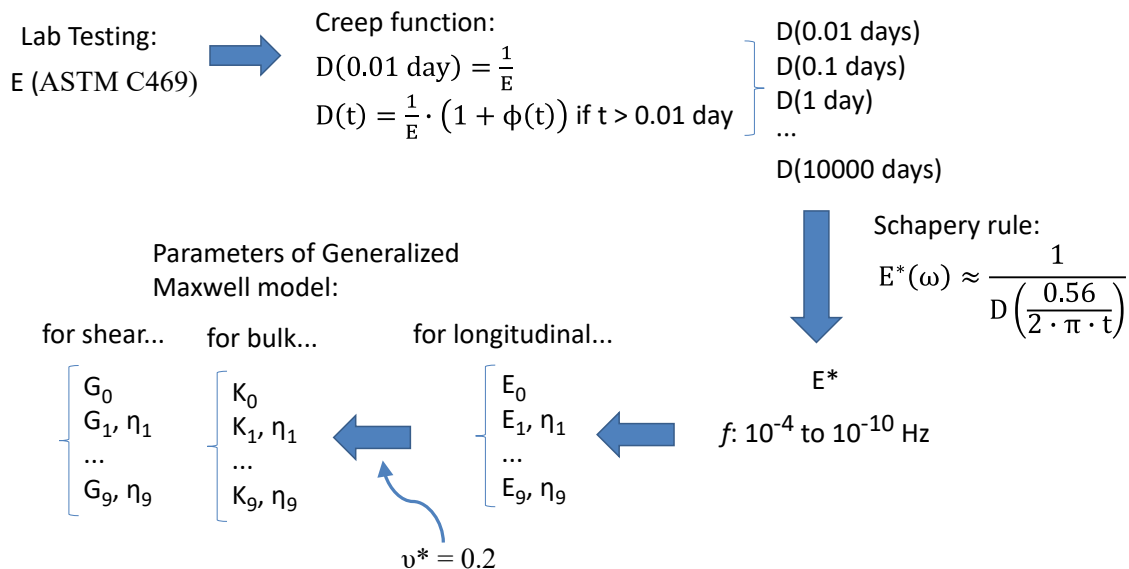 Lab Testing:
E (ASTM C469)
Creep function:
D(0.01 day) = 1/E
D(t) = 1/E · (1 + ϕ(t)) if t > 0.01 day
D(0.01 days)
D(0.1 days)
D(1 day)
...
D(10000 days)
Schapery rule:
E*(ω) ≈ 1 / D(0.56 / 2 · π · t)
E*
f: 10⁻⁴ to 10⁻¹⁰ Hz
Parameters of Generalized
Maxwell model:
for shear...
G₀
G₁, η₁
...
G₉, η₉
for bulk...
K₀
K₁, η₁
...
K₉, η₉
for longitudinal...
E₀
E₁, η₁
...
E₉, η₉
υ* = 0.2